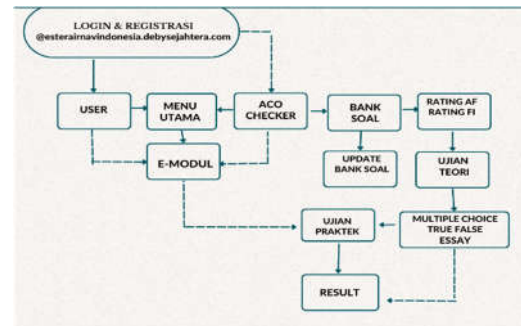 LOGIN & REGISTRASI
@esterairnavindonesia.debysejahtera.com
USER
MENU
UTAMA
ACO
CHECKER
BANK
SOAL
RATING AF
RATING FI
E-MODUL
UPDATE
BANK SOAL
UJIAN
TEORI
UJIAN
PRAKTEK
MULTIPLE CHOICE
TRUE FALSE
ESSAY
RESULT